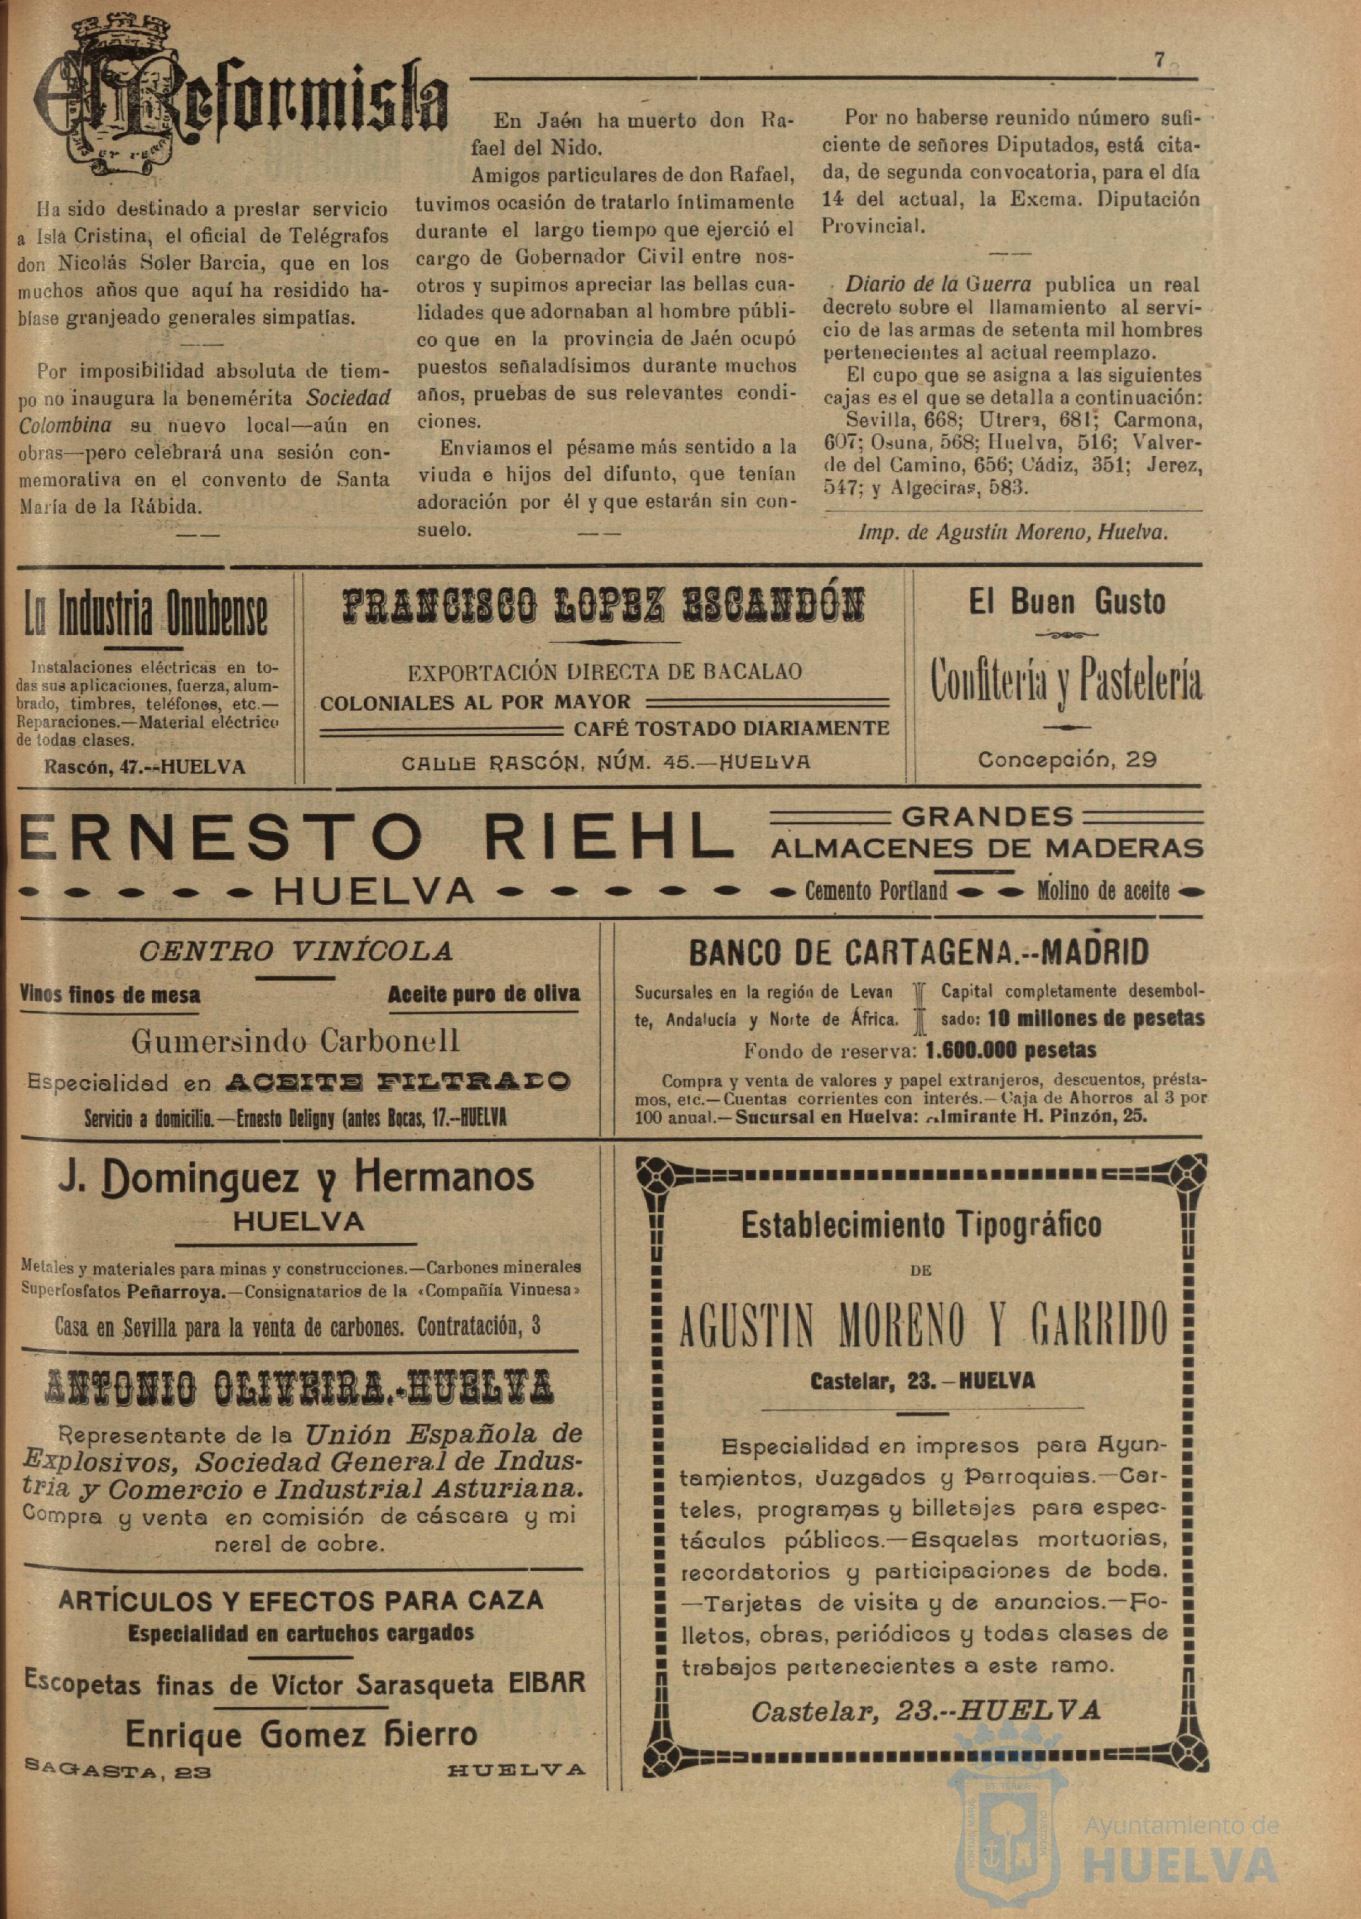 El Reformista
7
Ha sido destinado a prestar servicio
a Isla Cristina, el oficial de Telégrafos
don Nicolás Soler Barcia, que en los
muchos años que aquí ha residido ha-
bíase granjeado generales simpatías.
Por imposibilidad absoluta de tiem-
po no inaugura la benemérita Sociedad
Colombina su nuevo local—aún en
obras—pero celebrará una sesión con-
memorativa en el convento de Santa
María de la Rábida.
En Jaén ha muerto don Ra-
fael del Nido.
Amigos particulares de don Rafael,
tuvimos ocasión de tratarlo íntimamente
durante el largo tiempo que ejerció el
cargo de Gobernador Civil entre nos-
otros y supimos apreciar las bellas cua-
lidades que adornaban al hombre públi-
co que en la provincia de Jaén ocupó
puestos señaladísimos durante muchos
años, pruebas de sus relevantes condi-
ciones.
Enviamos el pésame más sentido a la
viuda e hijos del difunto, que tenían
adoración por él y que estarán sin con-
suelo.
Por no haberse reunido número sufi-
ciente de señores Diputados, está cita-
da, de segunda convocatoria, para el día
14 del actual, la Excma. Diputación
Provincial.
Diario de la Guerra publica un real
decreto sobre el llamamiento al servi-
cio de las armas de setenta mil hombres
pertenecientes al actual reemplazo.
El cupo que se asigna a las siguientes
cajas es el que se detalla a continuación:
Sevilla, 668; Utrera, 681; Carmona,
607; Osuna, 568; Huelva, 516; Valver-
de del Camino, 656; Cádiz, 351; Jerez,
547; y Algeciras, 583.
Imp. de Agustín Moreno, Huelva.
La Industria Onubense
Instalaciones eléctricas en to-
das sus aplicaciones, fuerza, alum-
brado, timbres, teléfonos, etc.—
Reparaciones.—Material eléctrico
de todas clases.
Rascón, 47.--HUELVA
FRANCISCO LOPEZ ESCANDÓN
EXPORTACIÓN DIRECTA DE BACALAO
COLONIALES AL POR MAYOR
CAFÉ TOSTADO DIARIAMENTE
CALLE RASCÓN, NÚM. 45.—HUELVA
El Buen Gusto
Confitería y Pastelería
Concepción, 29
ERNESTO RIEHL
HUELVA
GRANDES
ALMACENES DE MADERAS
Cemento Portland Molino de aceite
CENTRO VINÍCOLA
Vinos finos de mesa Aceite puro de oliva
Gumersindo Carbonell
Especialidad en ACEITE FILTRADO
Servicio a domicilio.—Ernesto Deligny (antes Bocas, 17.--HUELVA
BANCO DE CARTAGENA.--MADRID
Sucursales en la región de Levan
te, Andalucía y Norte de África.
Capital completamente desembol-
sado: 10 millones de pesetas
Fondo de reserva: 1.600.000 pesetas
Compra y venta de valores y papel extranjeros, descuentos, présta-
mos, etc.—Cuentas corrientes con interés.—Caja de Ahorros al 3 por
100 anual.—Sucursal en Huelva: Almirante H. Pinzón, 25.
J. Dominguez y Hermanos
HUELVA
Metales y materiales para minas y construcciones.—Carbones minerales
Superfosfatos Peñarroya.—Consignatarios de la «Compañía Vinuesa»
Casa en Sevilla para la venta de carbones. Contratación, 3
ANTONIO OLIVEIRA.-HUELVA
Representante de la Unión Española de
Explosivos, Sociedad General de Indus-
tria y Comercio e Industrial Asturiana.
Compra y venta en comisión de cáscara y mi
neral de cobre.
ARTÍCULOS Y EFECTOS PARA CAZA
Especialidad en cartuchos cargados
Escopetas finas de Víctor Sarasqueta EIBAR
Enrique Gomez Hierro
SAGASTA, 23 HUELVA
Establecimiento Tipográfico
DE
AGUSTIN MORENO Y GARRIDO
Castelar, 23.—HUELVA
Especialidad en impresos para Ayun-
tamientos, Juzgados y Parroquias.—Car-
teles, programas y billetajes para espec-
táculos públicos.—Esquelas mortuorias,
recordatorios y participaciones de boda.
—Tarjetas de visita y de anuncios.—Fo-
lletos, obras, periódicos y todas clases de
trabajos pertenecientes a este ramo.
Castelar, 23.--HUELVA
Ayuntamiento de
HUELVA